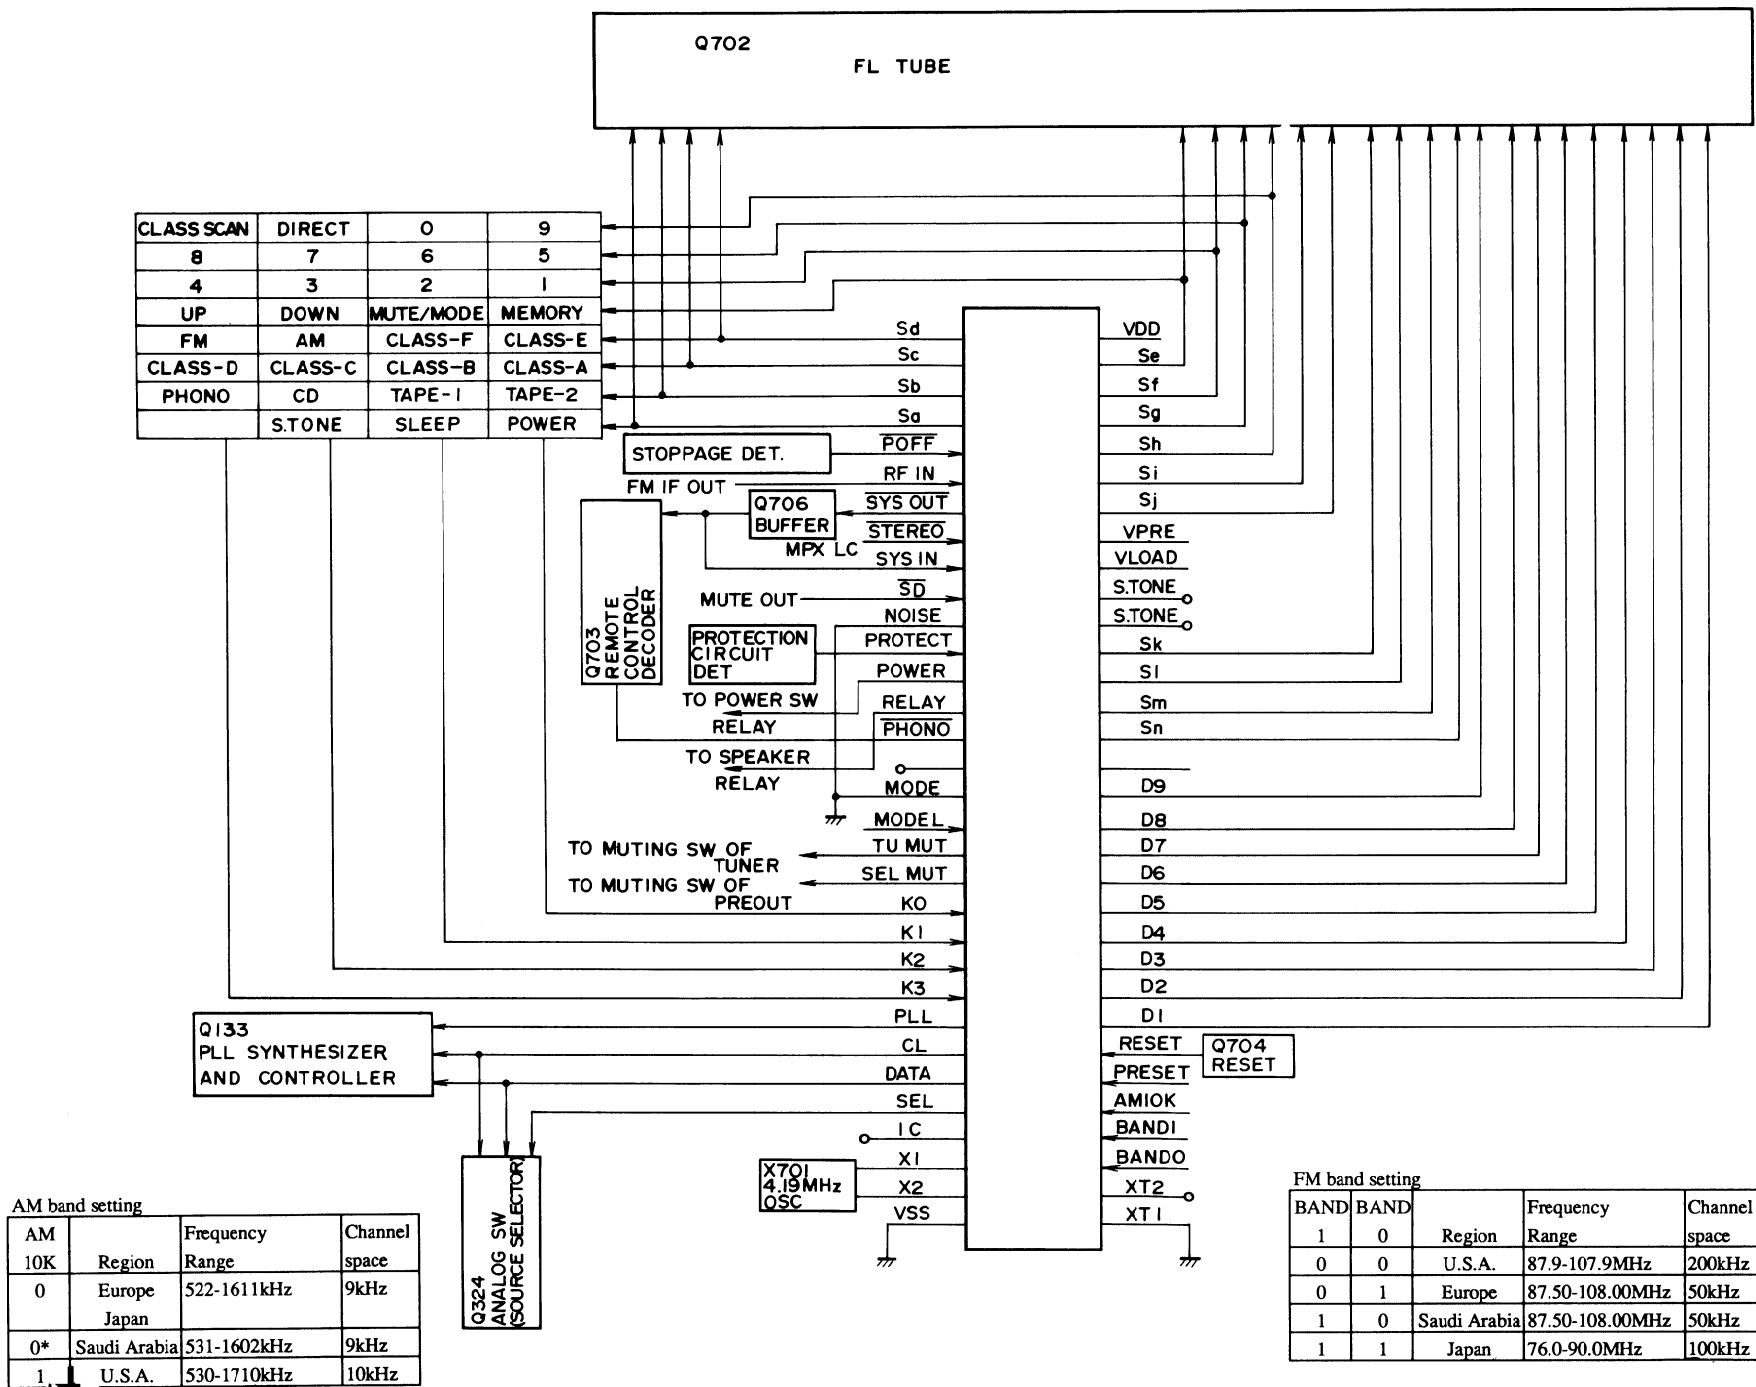 Q702
FL TUBE
CLASS SCAN DIRECT 0 9
8 7 6 5
4 3 2 1
UP DOWN MUTE/MODE MEMORY
FM AM CLASS-F CLASS-E
CLASS-D CLASS-C CLASS-B CLASS-A
PHONO CD TAPE-1 TAPE-2
S.TONE SLEEP POWER
Sd
Sc
Sb
Sa
STOPPAGE DET.
POFF
FM IF OUT
RF IN
Q706
BUFFER
SYS OUT
STEREO
MPX LC
SYS IN
SD
MUTE OUT
NOISE
Q703
REMOTE
CONTROL
DECODER
PROTECTION
CIRCUIT
DET
PROTECT
POWER
TO POWER SW
RELAY
RELAY
PHONO
TO SPEAKER
RELAY
MODE
MODEL
TO MUTING SW OF
TUNER
TU MUT
TO MUTING SW OF
PREOUT
SEL MUT
K0
K1
K2
K3
Q133
PLL SYNTHESIZER
AND CONTROLLER
PLL
CL
DATA
SEL
IC
X701
4.19MHz
OSC
X1
X2
VSS
Q324
ANALOG SW
(SOURCE SELECTOR)
VDD
Se
Sf
Sg
Sh
Si
Sj
VPRE
VLOAD
S.TONE
S.TONE
Sk
Sl
Sm
Sn
D9
D8
D7
D6
D5
D4
D3
D2
D1
RESET
Q704
RESET
PRESET
AM10K
BAND1
BAND0
XT2
XT1
AM band setting
AM Frequency Channel
10K Region Range space
0 Europe 522-1611kHz 9kHz
Japan
0* Saudi Arabia 531-1602kHz 9kHz
1 U.S.A. 530-1710kHz 10kHz
FM band setting
BAND BAND Frequency Channel
1 0 Region Range space
0 0 U.S.A. 87.9-107.9MHz 200kHz
0 1 Europe 87.50-108.00MHz 50kHz
1 0 Saudi Arabia 87.50-108.00MHz 50kHz
1 1 Japan 76.0-90.0MHz 100kHz